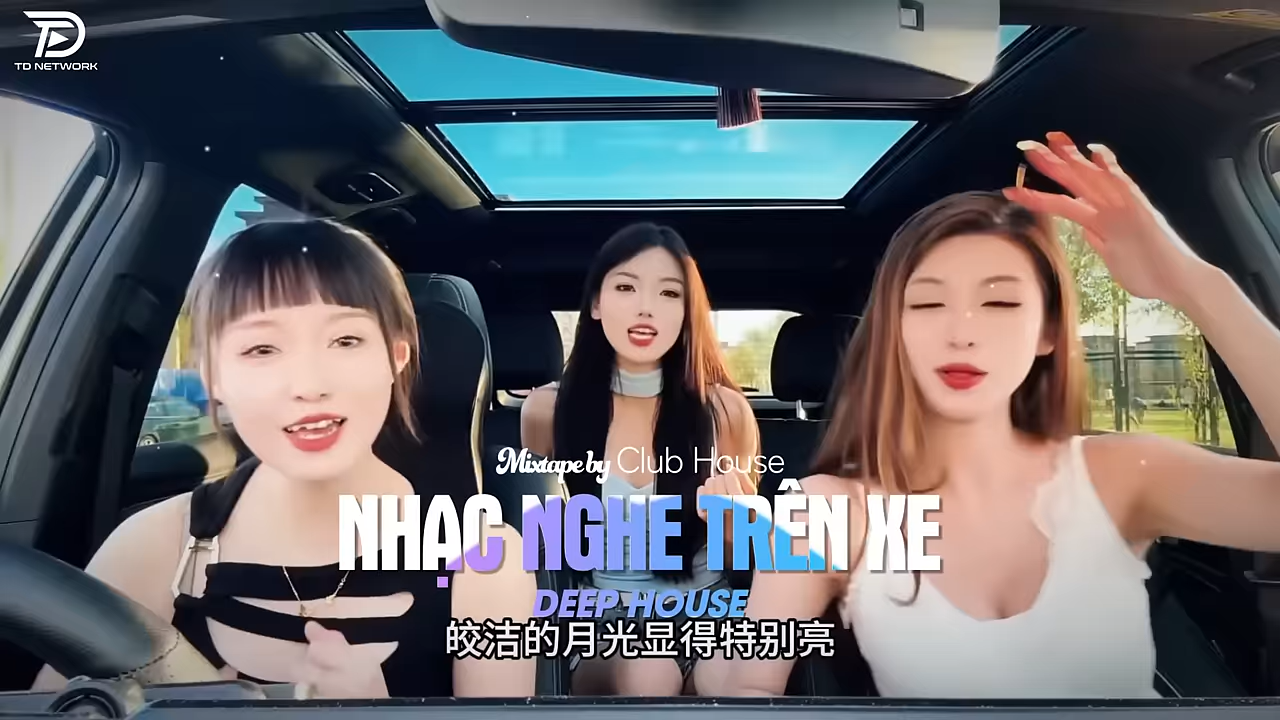 TD NETWORK
Mixtape by Club House
NHẠC NGHE TRÊN XE
DEEP HOUSE
皎洁的月光显得特别亮